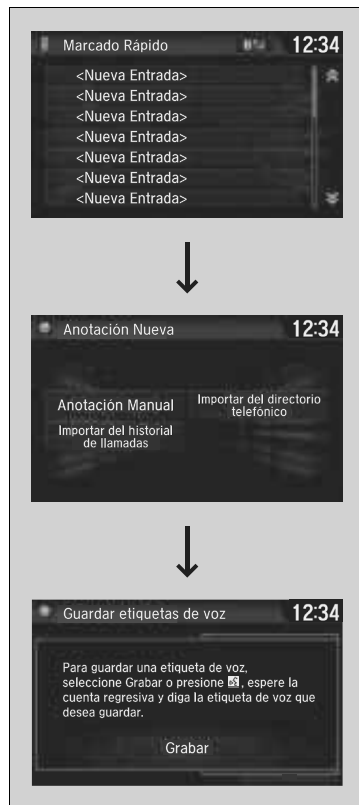 Marcado Rápido 12:34
<Nueva Entrada>
<Nueva Entrada>
<Nueva Entrada>
<Nueva Entrada>
<Nueva Entrada>
<Nueva Entrada>
<Nueva Entrada>
Anotación Nueva 12:34
Anotación Manual
Importar del directorio
telefónico
Importar del historial
de llamadas
Guardar etiquetas de voz 12:34
Para guardar una etiqueta de voz,
seleccione Grabar o presione , espere la
cuenta regresiva y diga la etiqueta de voz que
desea guardar.
Grabar